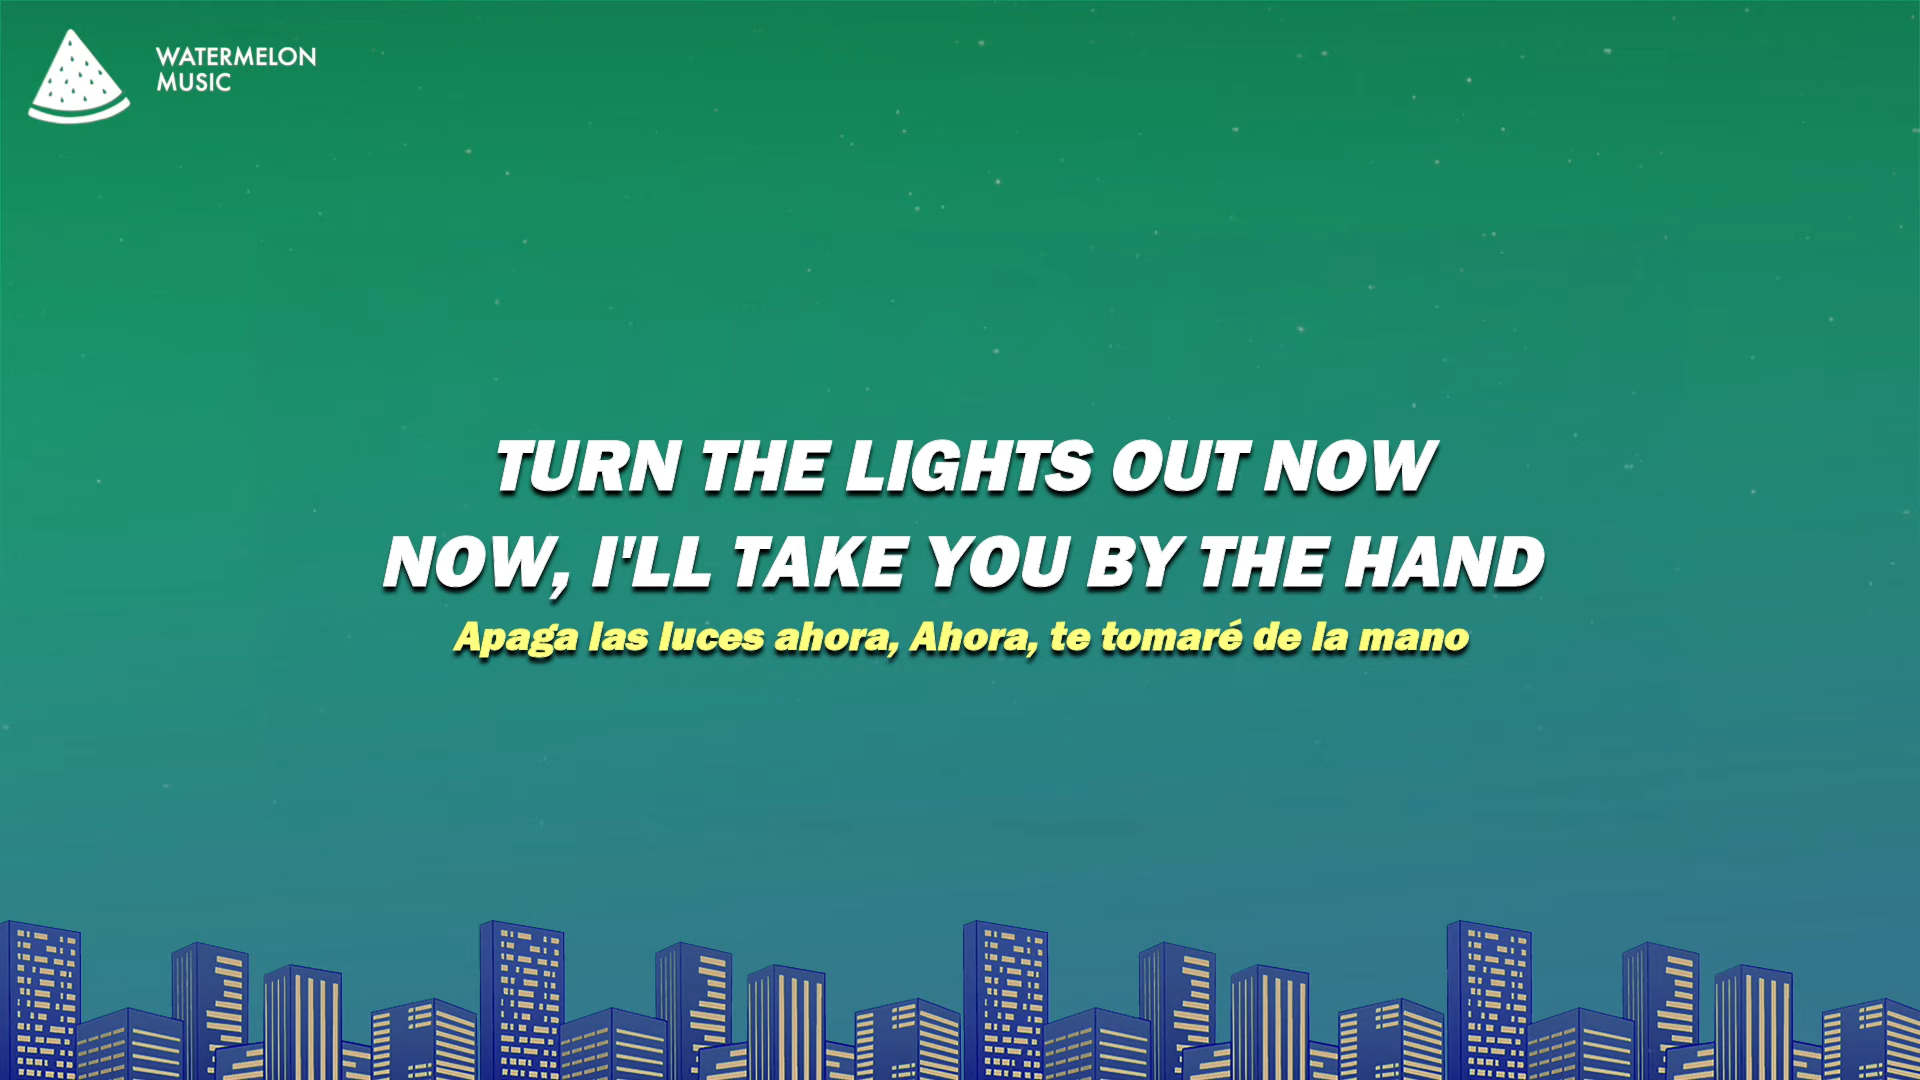 WATERMELON
MUSIC
TURN THE LIGHTS OUT NOW
NOW, I'LL TAKE YOU BY THE HAND
Apaga las luces ahora, Ahora, te tomaré de la mano